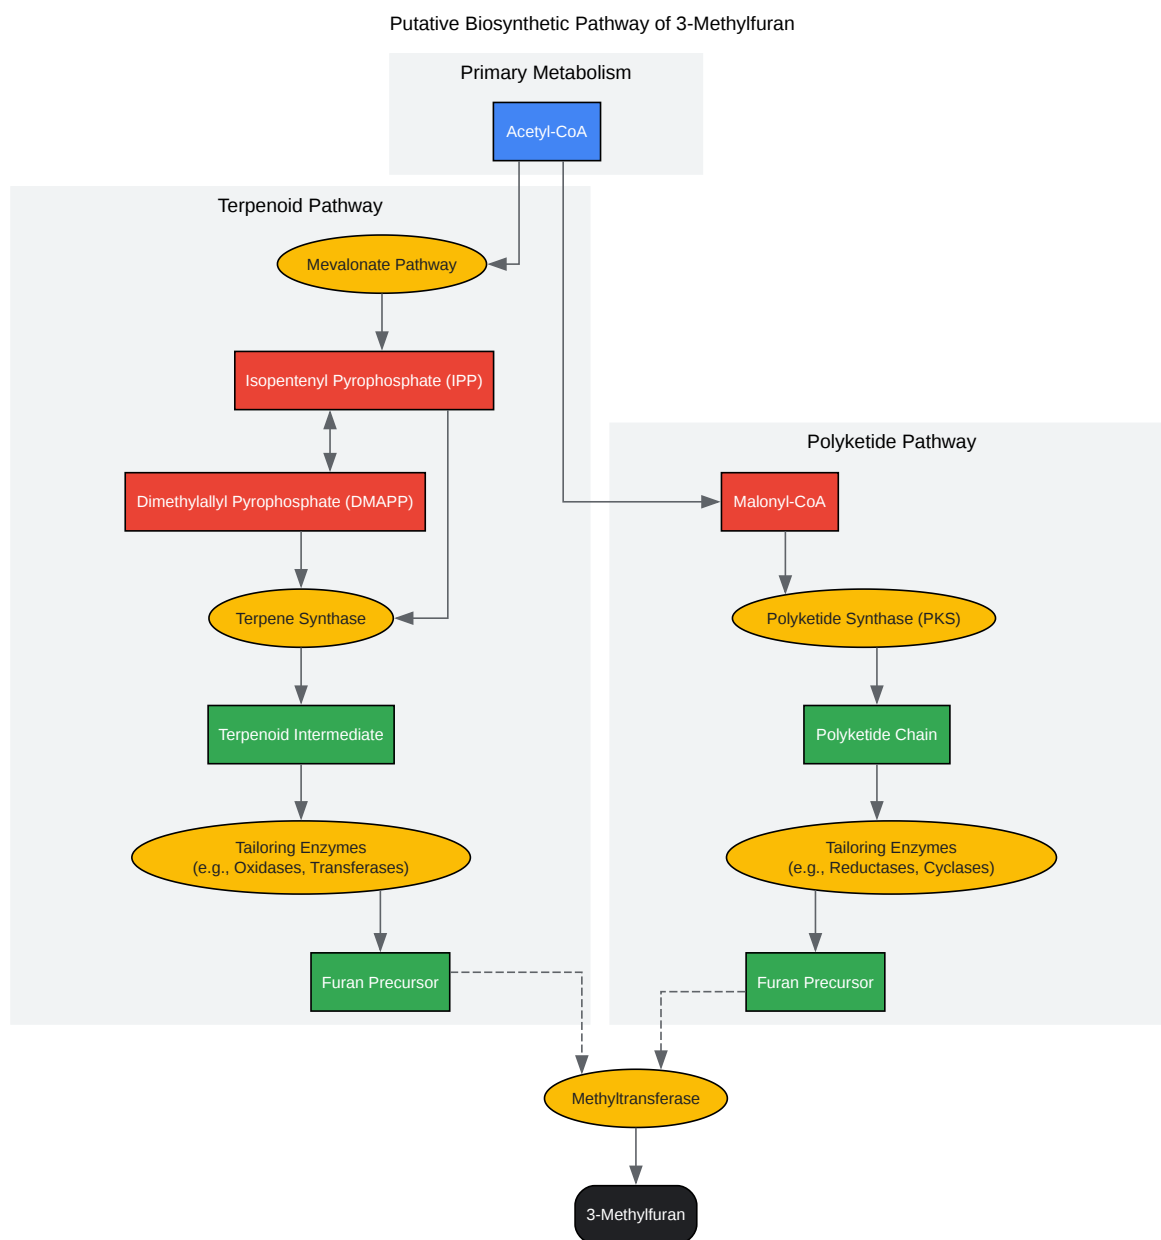 Putative Biosynthetic Pathway of 3-Methylfuran
Primary Metabolism
Acetyl-CoA
Terpenoid Pathway
Mevalonate Pathway
Isopentenyl Pyrophosphate (IPP)
Dimethylallyl Pyrophosphate (DMAPP)
Terpene Synthase
Terpenoid Intermediate
Tailoring Enzymes
(e.g., Oxidases, Transferases)
Furan Precursor
Polyketide Pathway
Malonyl-CoA
Polyketide Synthase (PKS)
Polyketide Chain
Tailoring Enzymes
(e.g., Reductases, Cyclases)
Furan Precursor
Methyltransferase
3-Methylfuran